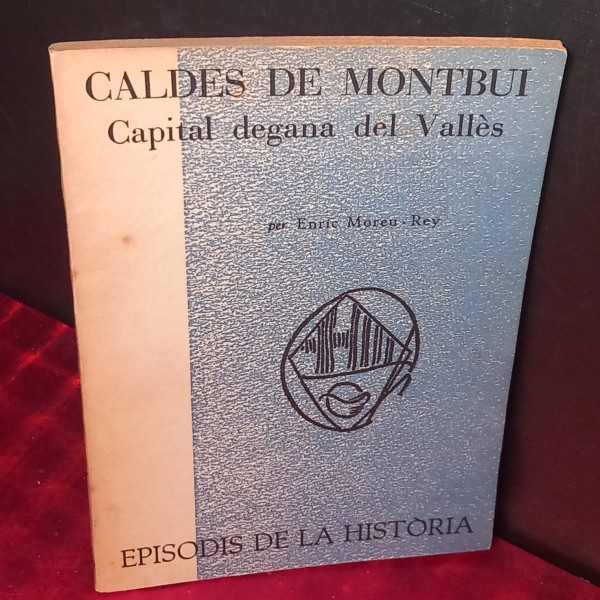 CALDES DE MONTBUI
Capital degana del Vallès
per Enric Moreu-Rey
EPISODIS DE LA HISTÒRIA